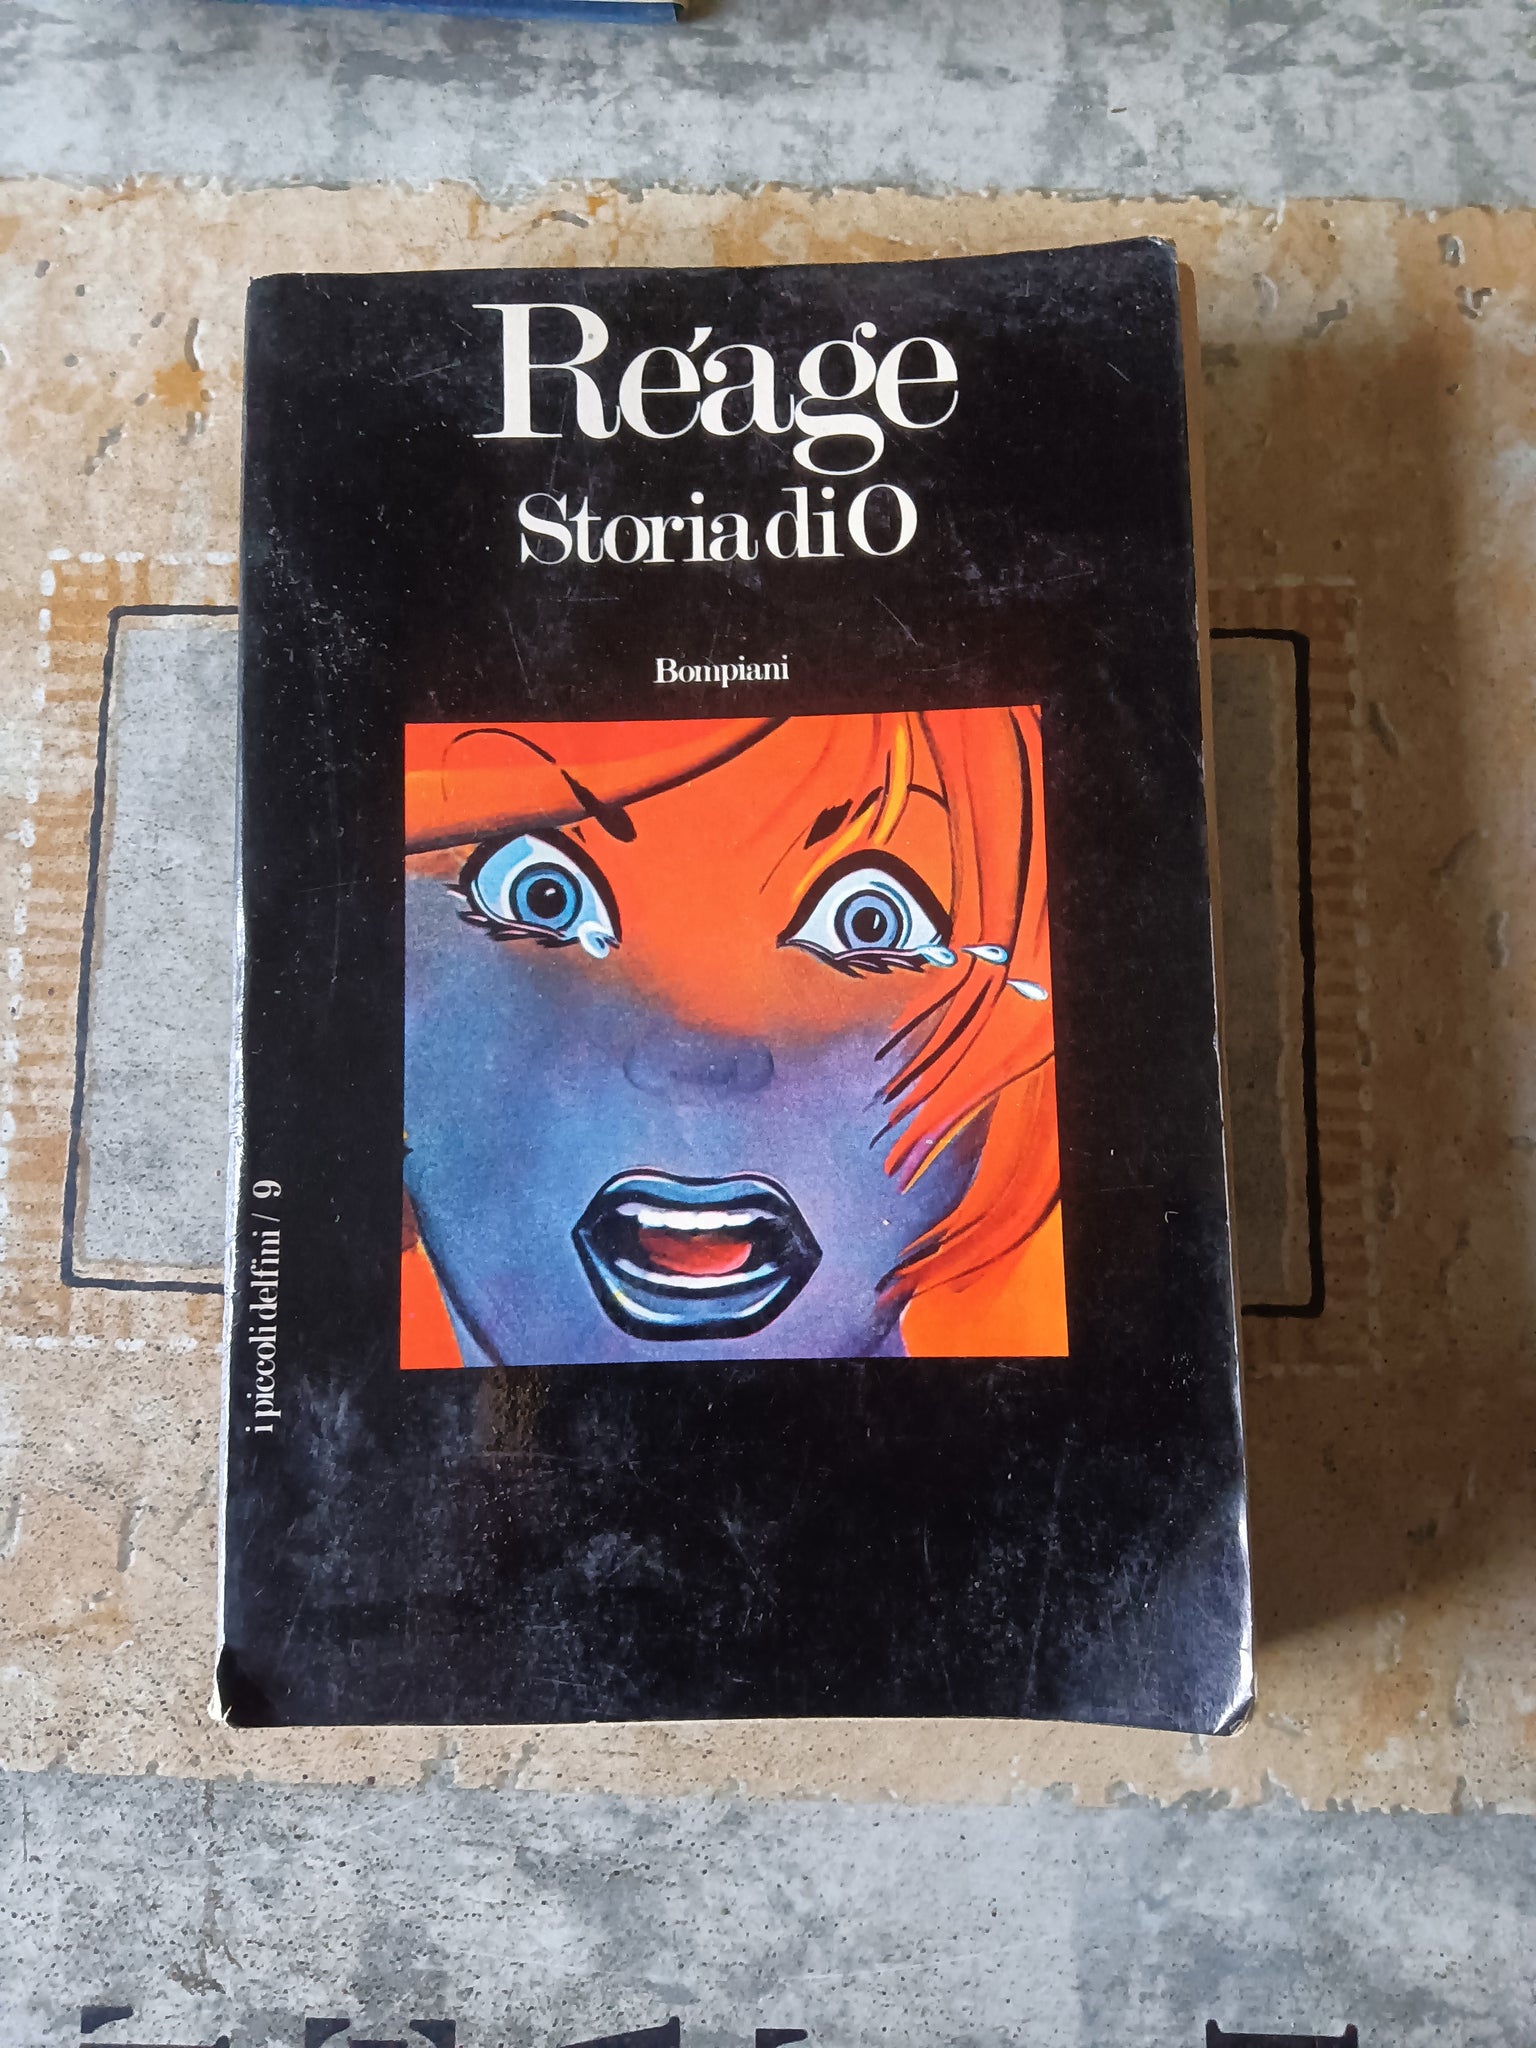 Réage
Storia di O
Bompiani
i piccoli delfini / 9